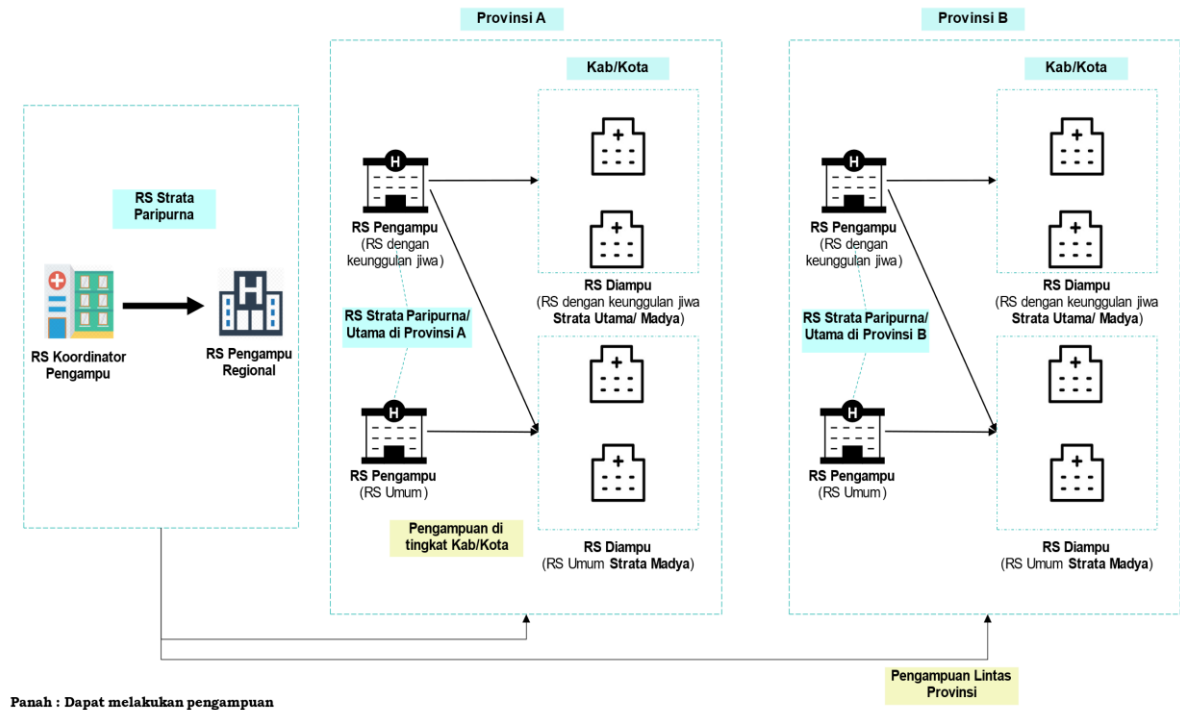 Provinsi A
Provinsi B
Kab/Kota
Kab/Kota
RS Strata
Paripurna
H
H
RS Pengampu
(RS dengan
keunggulan jiwa)
RS Pengampu
(RS dengan
keunggulan jiwa)
H
RS Koordinator
Pengampu
RS Pengampu
Regional
RS Diampu
(RS dengan keunggulan jiwa
Strata Utama/ Madya)
RS Diampu
(RS dengan keunggulan jiwa
Strata Utama/ Madya)
RS Strata Paripurna/
Utama di Provinsi A
RS Strata Paripurna/
Utama di Provinsi B
H
H
RS Pengampu
(RS Umum)
RS Pengampu
(RS Umum)
Pengampuan di
tingkat Kab/Kota
RS Diampu
(RS Umum Strata Madya)
RS Diampu
(RS Umum Strata Madya)
Pengampuan Lintas
Provinsi
Panah : Dapat melakukan pengampuan